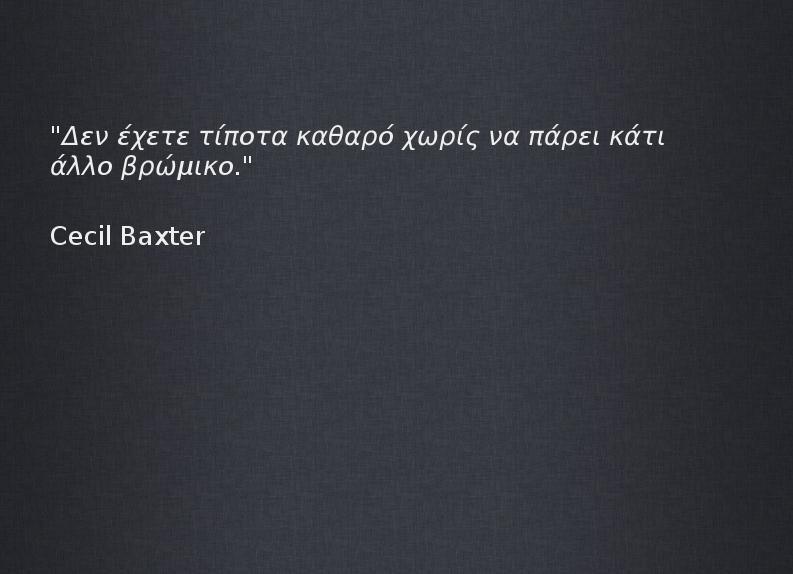 "Δεν έχετε τίποτα καθαρό χωρίς να πάρει κάτι
άλλο βρώμικο."
Cecil Baxter